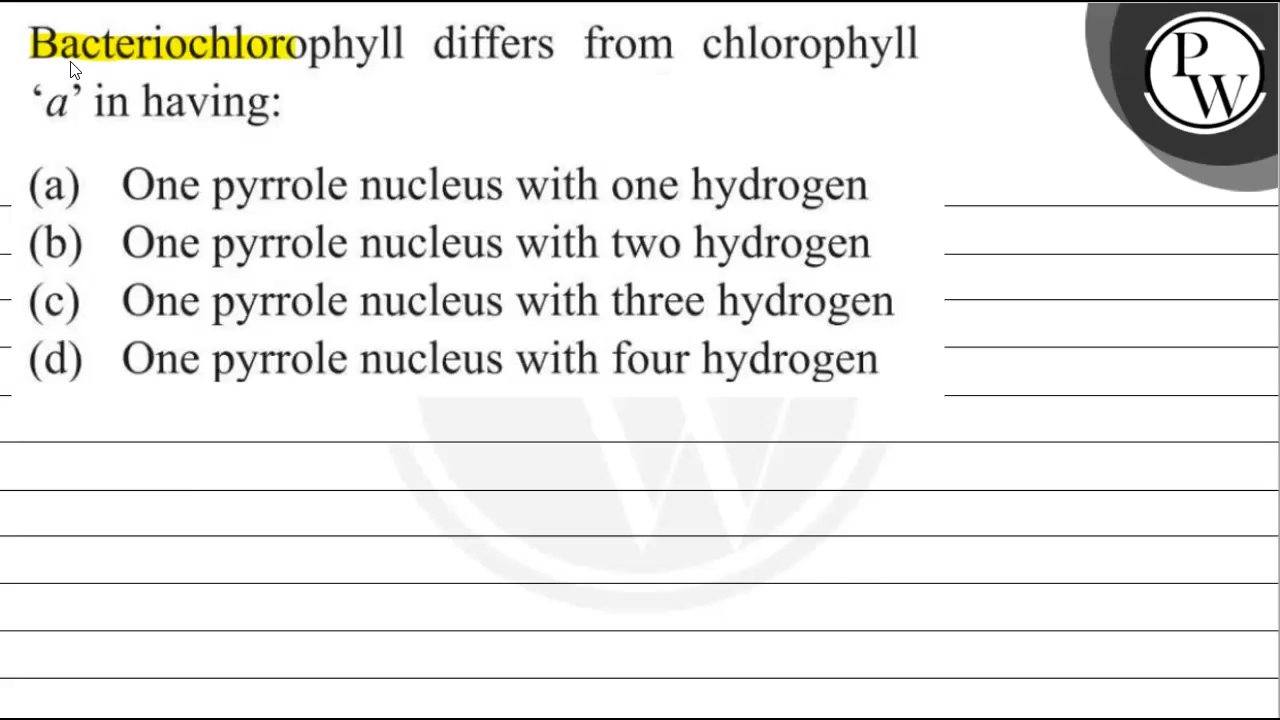 Bacteriochlorophyll differs from chlorophyll
‘a’ in having:
(a) One pyrrole nucleus with one hydrogen
(b) One pyrrole nucleus with two hydrogen
(c) One pyrrole nucleus with three hydrogen
(d) One pyrrole nucleus with four hydrogen
P
W